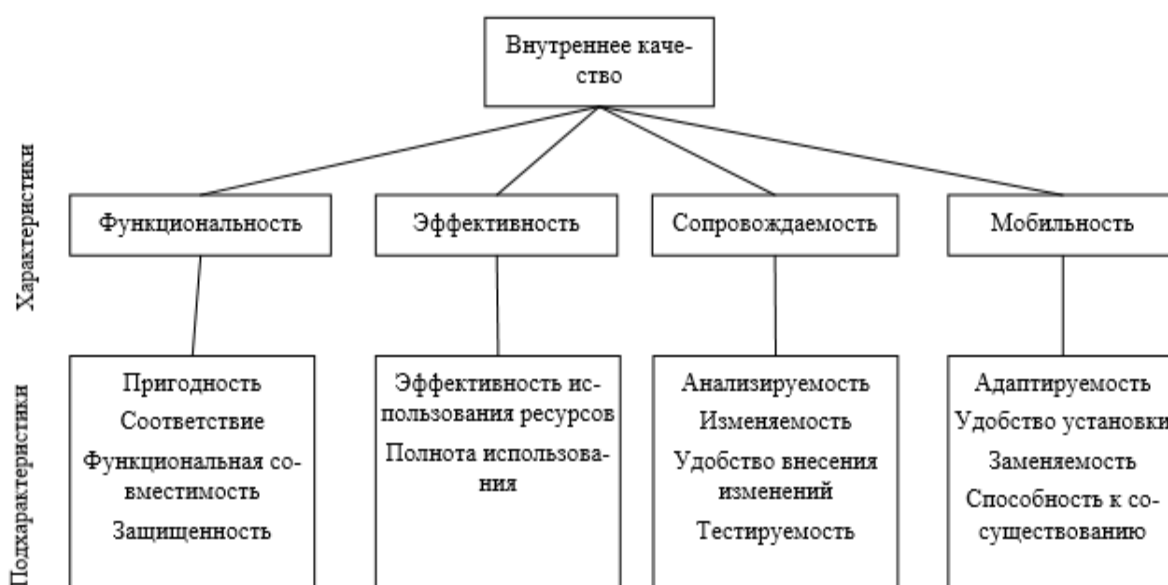 Внутреннее каче-
ство
Характеристики
Функциональность
Эффективность
Сопровождаемость
Мобильность
Подхарактеристики
Пригодность
Соответствие
Функциональная со-
вместимость
Защищенность
Эффективность ис-
пользования ресурсов
Полнота использова-
ния
Анализируемость
Изменяемость
Удобство внесения
изменений
Тестируемость
Адаптируемость
Удобство установки
Заменяемость
Способность к со-
существованию